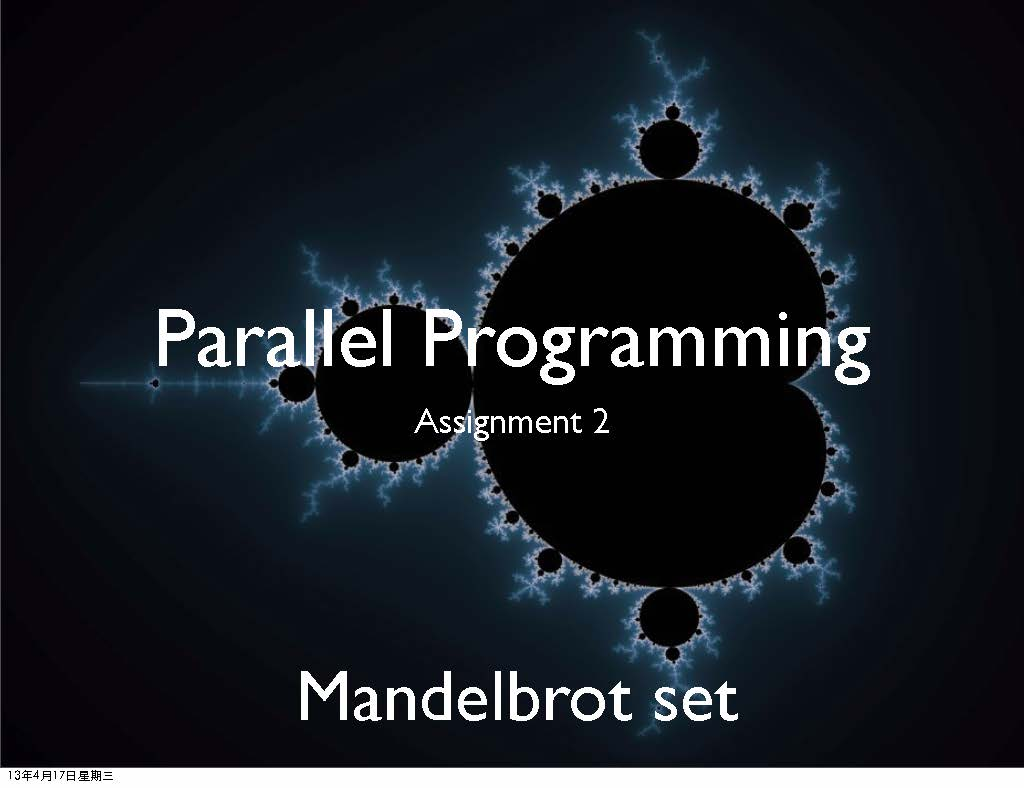 Parallel Programming
Assignment 2
Mandelbrot set
13年4月17日星期三